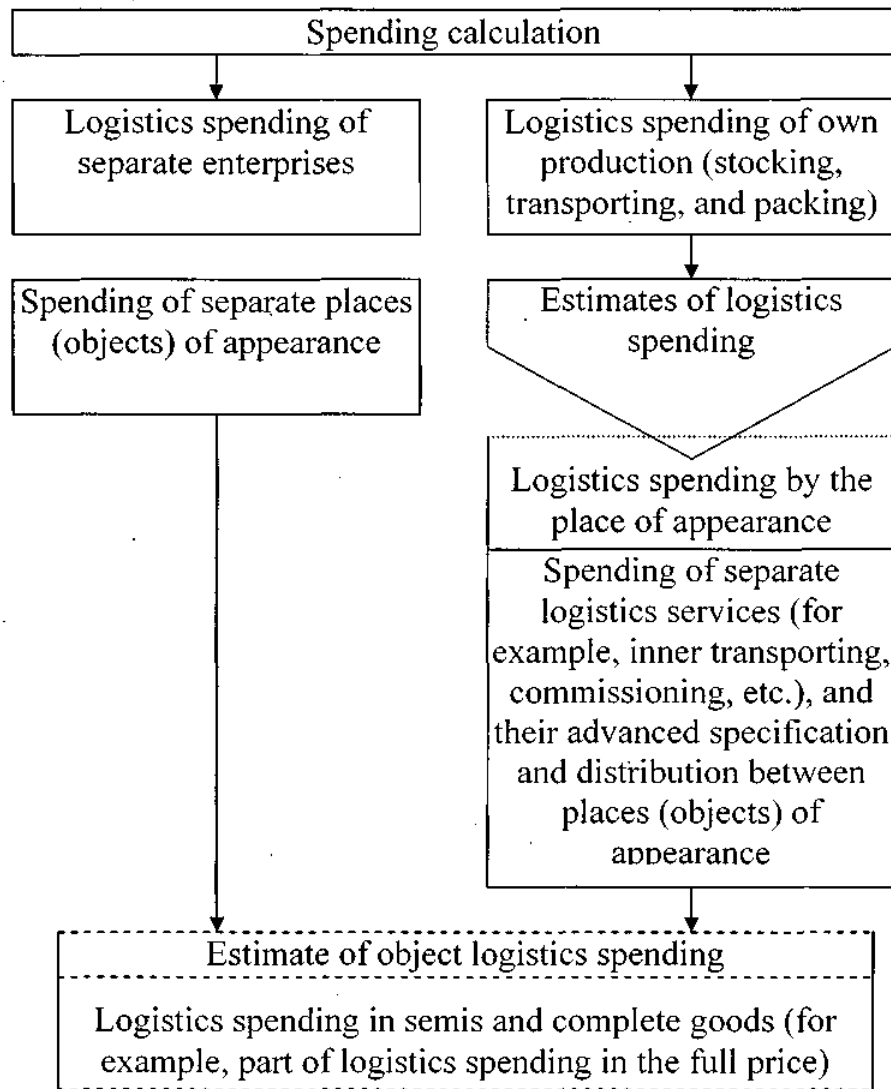 Spending calculation
Logistics spending of
separate enterprises
Logistics spending of own
production (stocking,
transporting, and packing)
Spending of separate places
(objects) of appearance
Estimates of logistics
spending
Logistics spending by the
place of appearance
Spending of separate
logistics services (for
example, inner transporting,
commissioning, etc.), and
their advanced specification
and distribution between
places (objects) of
appearance
Estimate of object logistics spending
Logistics spending in semis and complete goods (for
example, part of logistics spending in the full price)